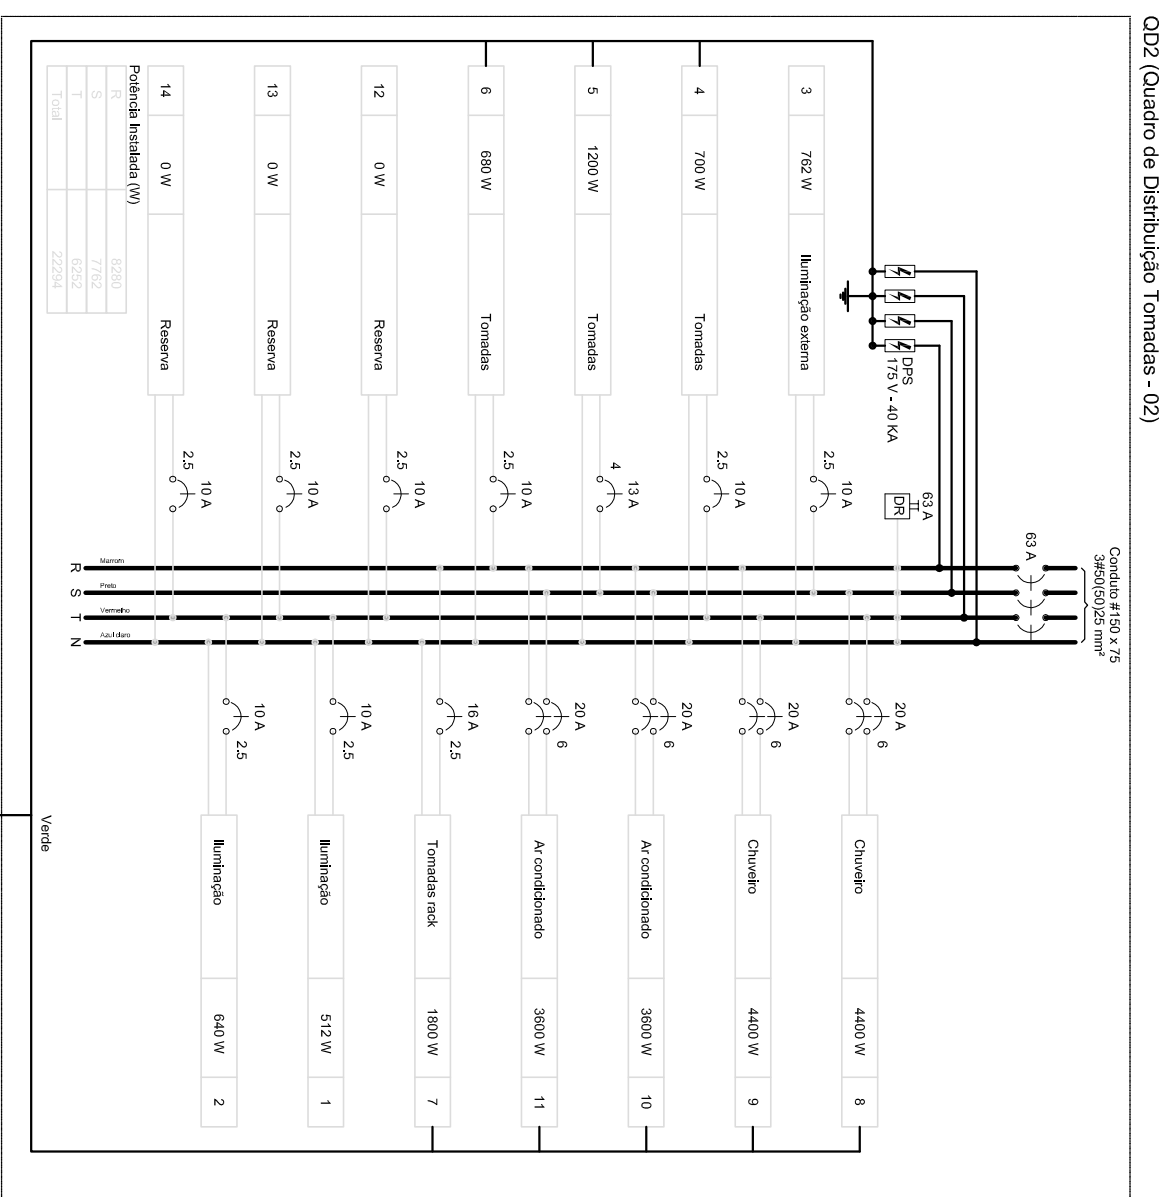 QD2 (Quadro de Distribuição Tomadas - 02)
Conduto #150 x 75
3#50(50)25 mm²
63 A
DPS
175 V - 40 KA
63 A
DR
3 762 W Iluminação externa 2.5 10 A
4 700 W Tomadas 2.5 10 A
5 1200 W Tomadas 4 13 A
6 680 W Tomadas 2.5 10 A
12 0 W Reserva 2.5 10 A
13 0 W Reserva 2.5 10 A
14 0 W Reserva 2.5 10 A
Potência Instalada (W)
R 8280
S 7762
T 6252
Total 22294
R Marrom
S Preto
T Vermelho
N Azul claro
20 A 6 Chuveiro 4400 W 8
20 A 6 Chuveiro 4400 W 9
20 A 6 Ar condicionado 3600 W 10
20 A 6 Ar condicionado 3600 W 11
16 A 2.5 Tomadas rack 1800 W 7
10 A 2.5 Iluminação 512 W 1
10 A 2.5 Iluminação 640 W 2
Verde